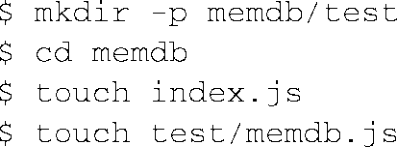 $ mkdir -p memdb/test
$ cd memdb
$ touch index.js
$ touch test/memdb.js